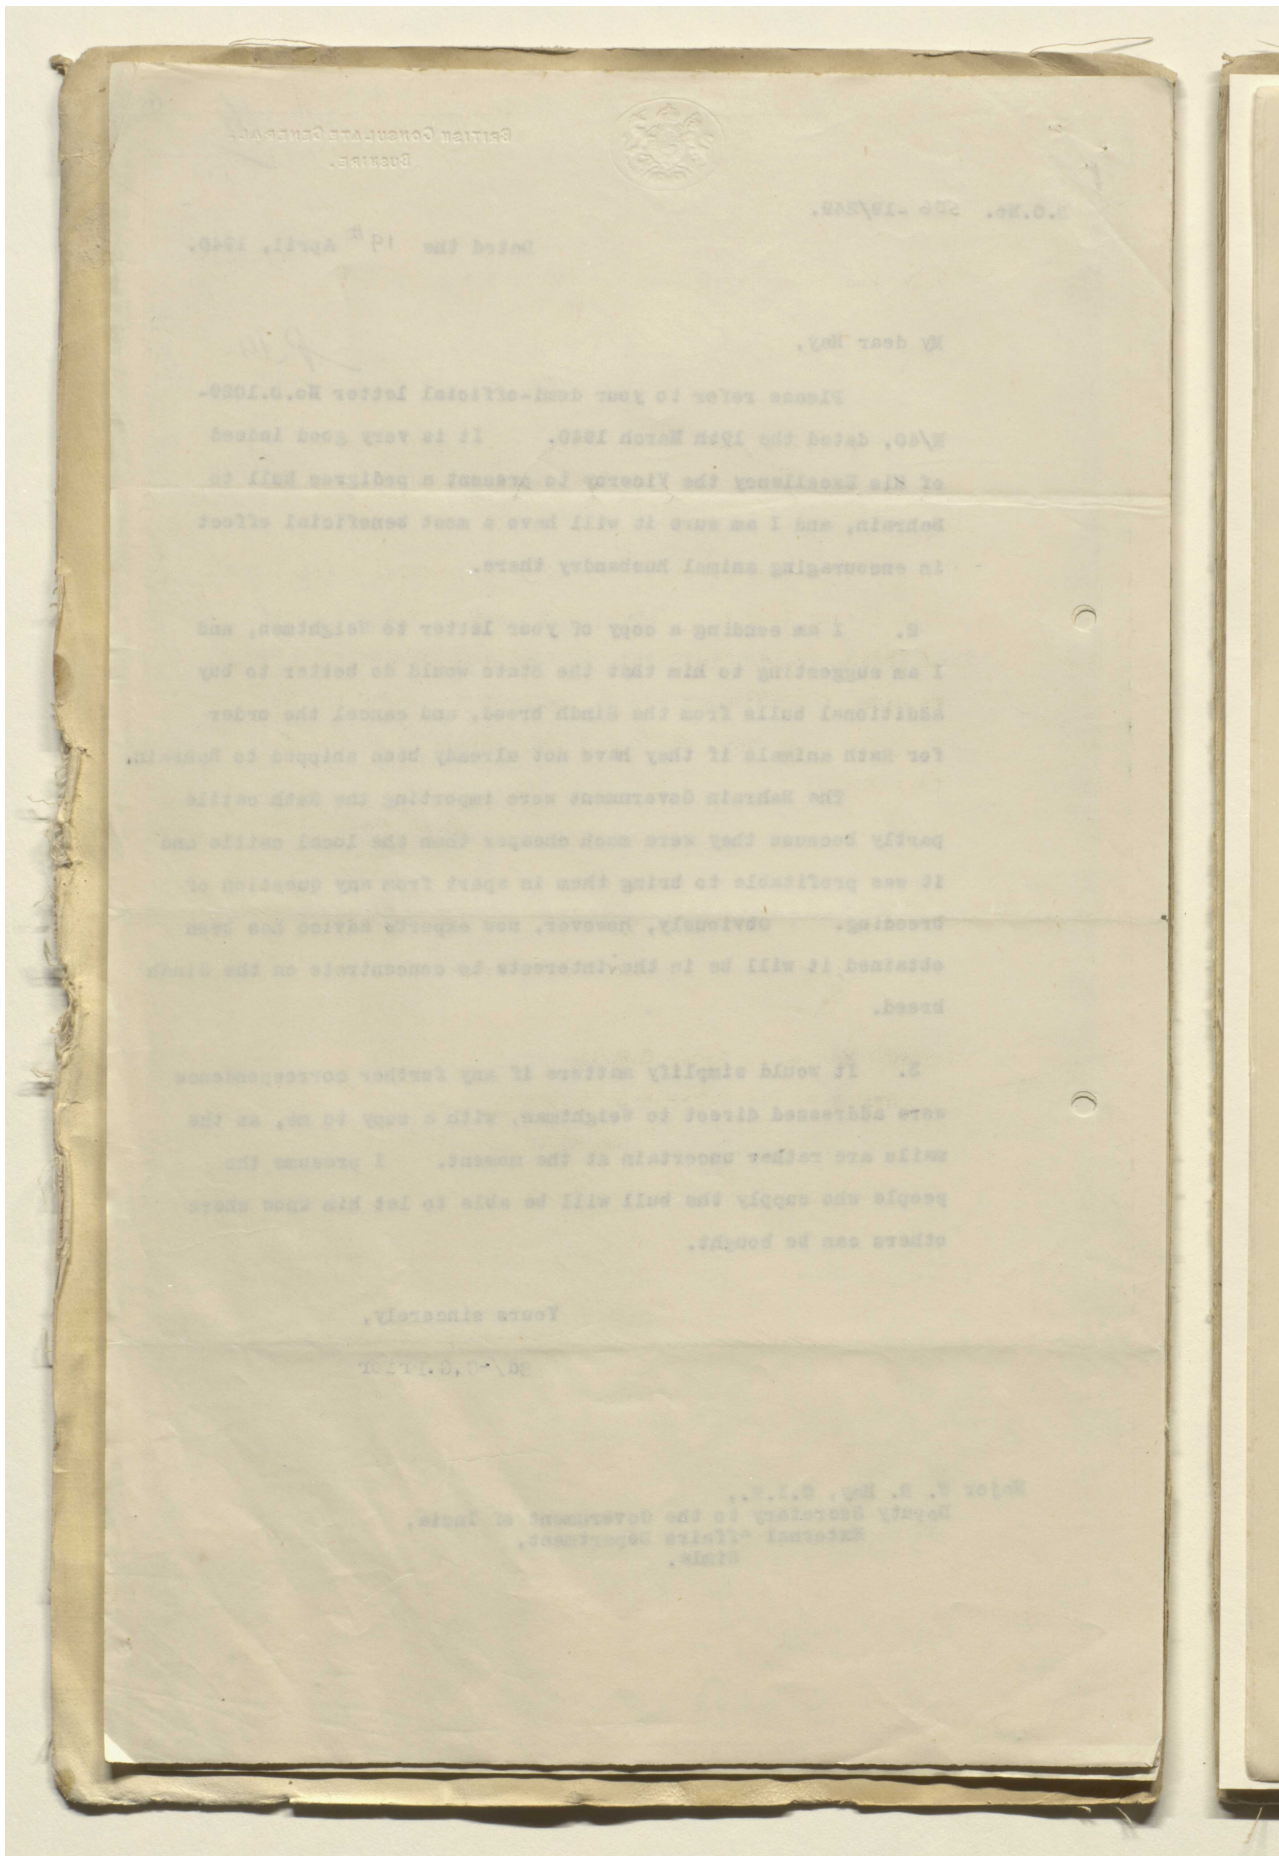 BRITISH CONSULATE GENERAL,
BUSHIRE.
D.O.No. 506 -19/249.
Dated the 19th April, 1940.
My dear Hay,
Please refer to your demi-official letter No.D.1029-
M/40, dated the 19th March 1940. It is very good indeed
of His Excellency the Viceroy to present a pedigree Bull to
Bahrain, and I am sure it will have a most beneficial effect
in encouraging animal Husbandry there.
2. I am sending a copy of your letter to Weightman, and
I am suggesting to him that the State would do better to buy
additional bulls from the Sindh breed, and cancel the order
for Nath animals if they have not already been shipped to Bahrain.
The Bahrain Government were importing the Nath cattle
partly because they were much cheaper than the local cattle and
it was profitable to bring them in apart from any question of
breeding. Obviously, however, now experts advice has been
obtained it will be in the interests to concentrate on the Sindh
breed.
3. It would simplify matters if any further correspondence
were addressed direct to Weightman, with a copy to me, as the
mails are rather uncertain at the moment. I presume the
people who supply the bull will be able to let him know where
others can be bought.
Yours sincerely,
sd/-C.G.Prior
Major W. R. Hay, C.I.E.,
Deputy Secretary to the Government of India,
External Affairs Department,
Simla.